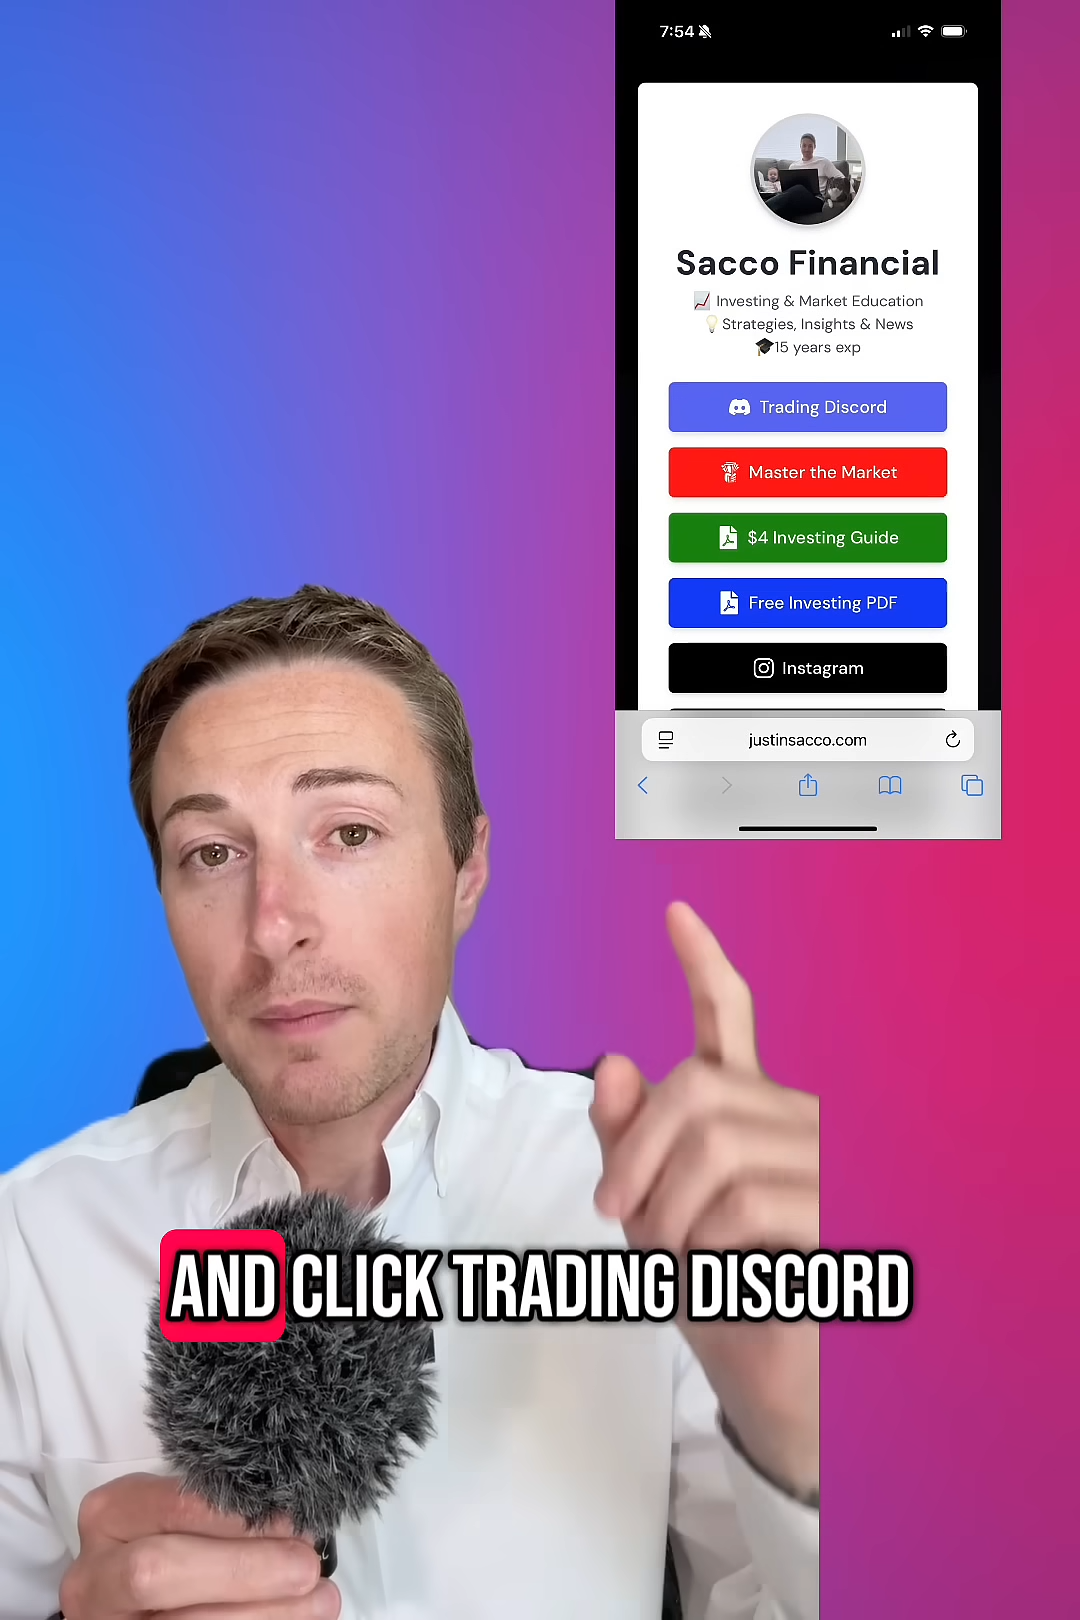 7:54
Sacco Financial
📈 Investing & Market Education
💡Strategies, Insights & News
🎓15 years exp
Trading Discord
Master the Market
$4 Investing Guide
Free Investing PDF
Instagram
justinsacco.com
AND CLICK TRADING DISCORD